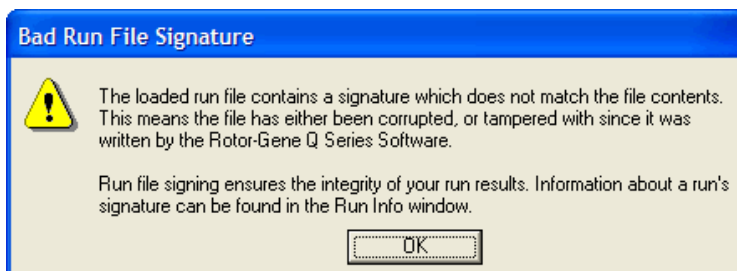 Bad Run File Signature
The loaded run file contains a signature which does not match the file contents.
This means the file has either been corrupted, or tampered with since it was
written by the Rotor-Gene Q Series Software.
Run file signing ensures the integrity of your run results. Information about a run's
signature can be found in the Run Info window.
OK